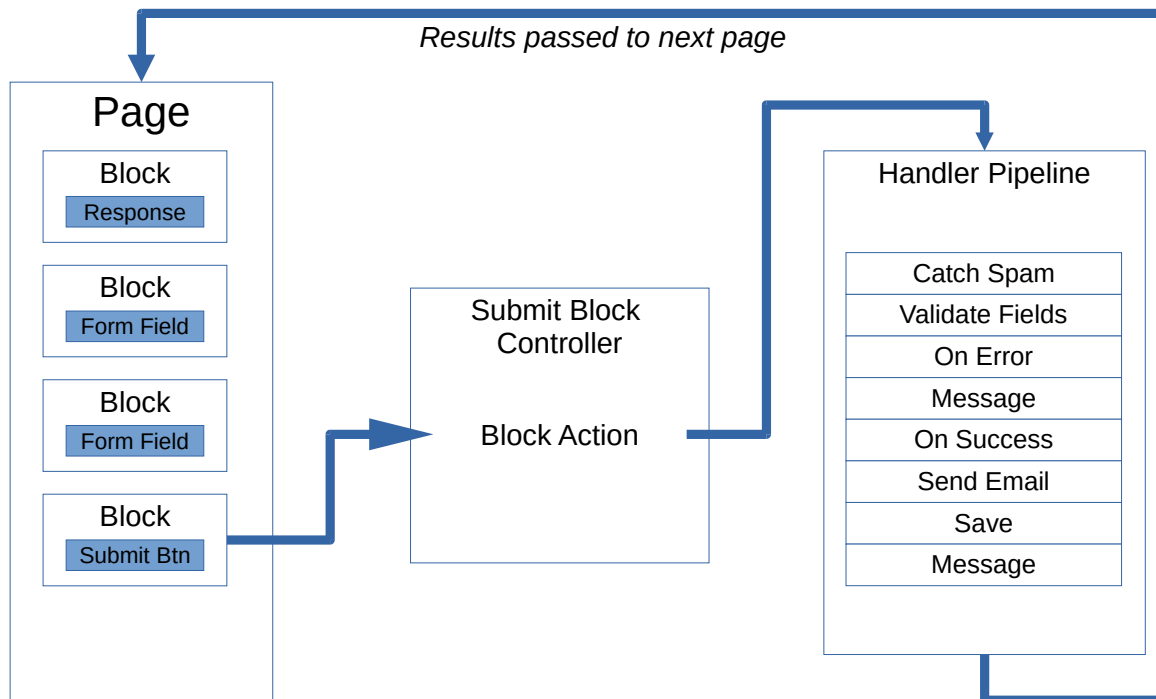 Results passed to next page
Page
Block
Response
Block
Form Field
Block
Form Field
Block
Submit Btn
Submit Block
Controller
Block Action
Handler Pipeline
Catch Spam
Validate Fields
On Error
Message
On Success
Send Email
Save
Message